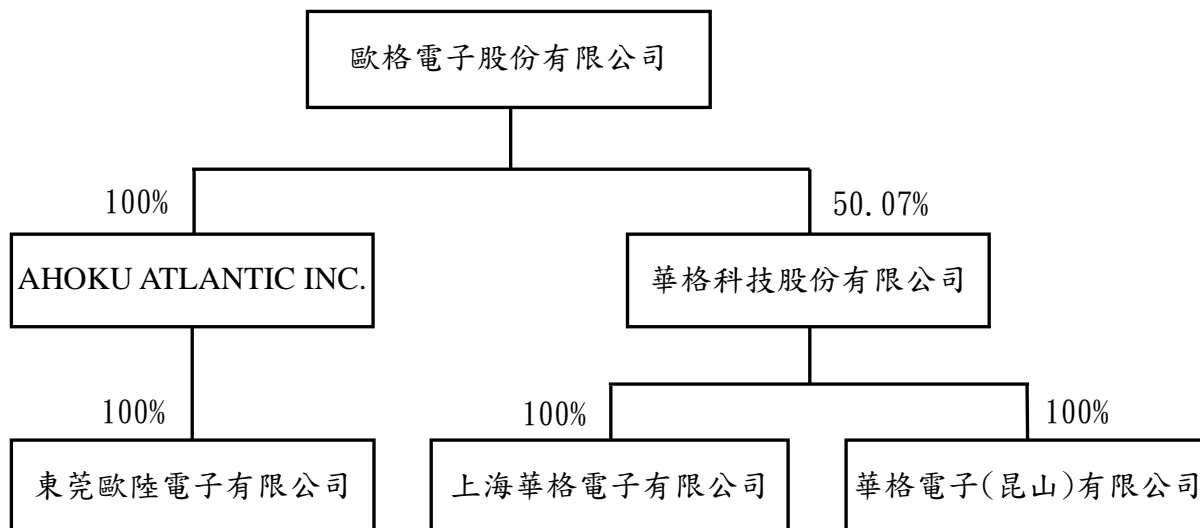 歐格電子股份有限公司
100%
50.07%
AHOKU ATLANTIC INC.
華格科技股份有限公司
100%
100%
100%
東莞歐陸電子有限公司
上海華格電子有限公司
華格電子(昆山)有限公司